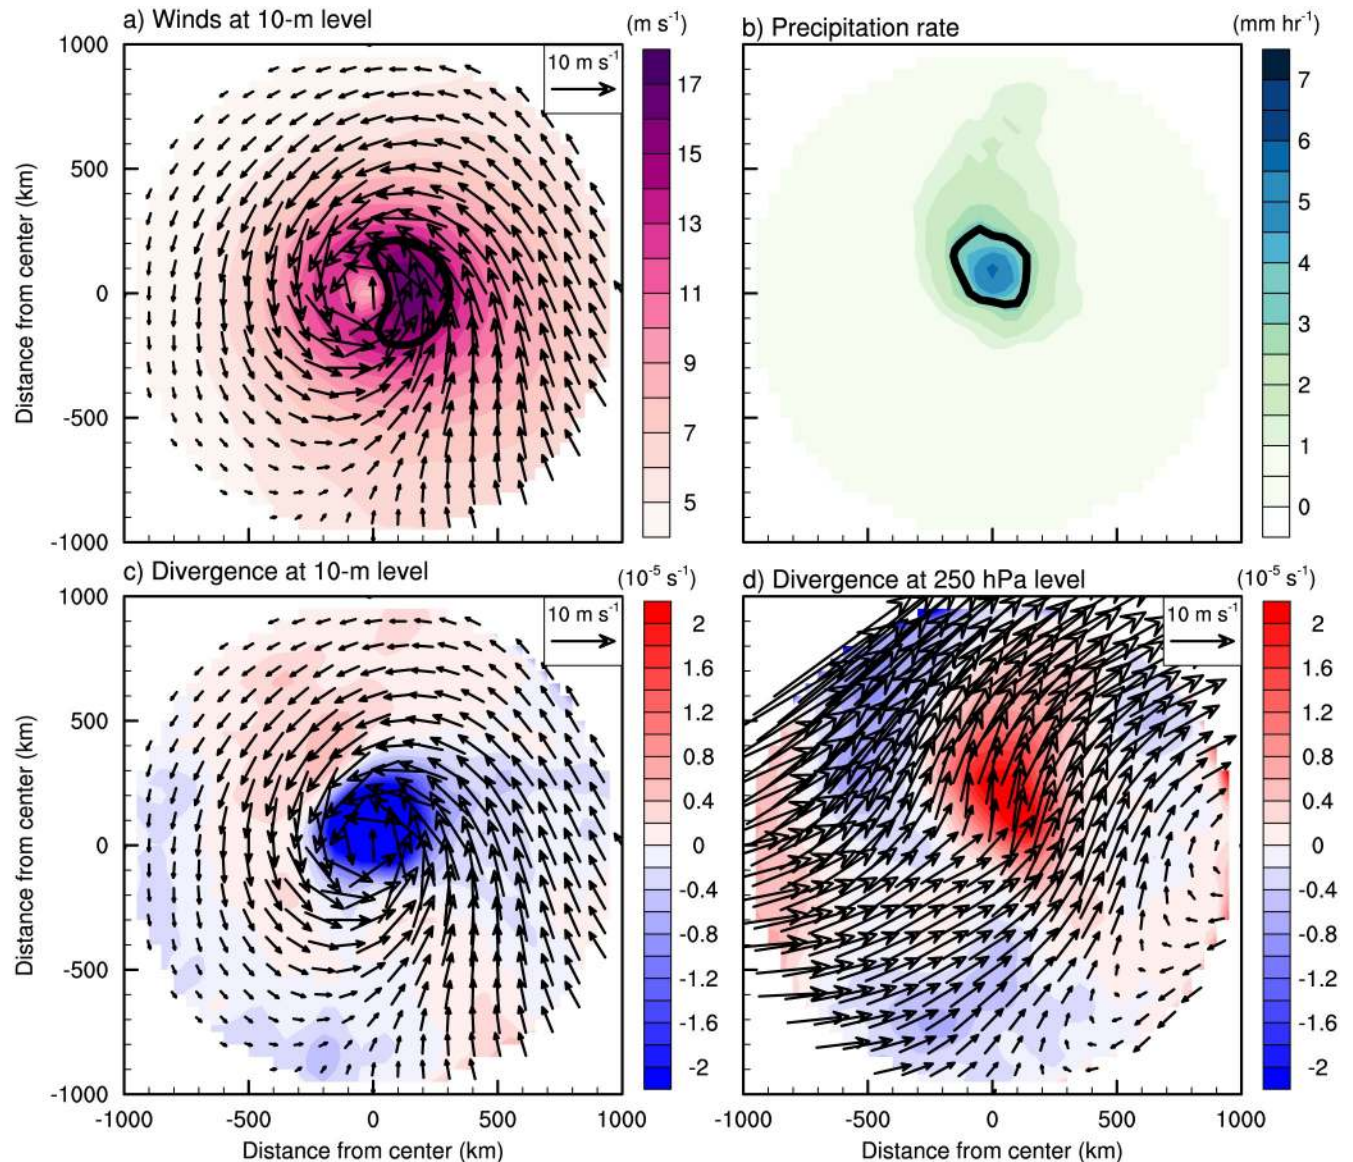 a) Winds at 10-m level
(m s⁻¹)
b) Precipitation rate
(mm hr⁻¹)
10 m s⁻¹
1000
500
0
-500
-1000
Distance from center (km)
17
15
13
11
9
7
5
7
6
5
4
3
2
1
0
c) Divergence at 10-m level
(10⁻⁵ s⁻¹)
d) Divergence at 250 hPa level
(10⁻⁵ s⁻¹)
10 m s⁻¹
10 m s⁻¹
1000
500
0
-500
-1000
Distance from center (km)
2
1.6
1.2
0.8
0.4
0
-0.4
-0.8
-1.2
-1.6
-2
2
1.6
1.2
0.8
0.4
0
-0.4
-0.8
-1.2
-1.6
-2
-1000 -500 0 500 1000
-1000 -500 0 500 1000
Distance from center (km)
Distance from center (km)